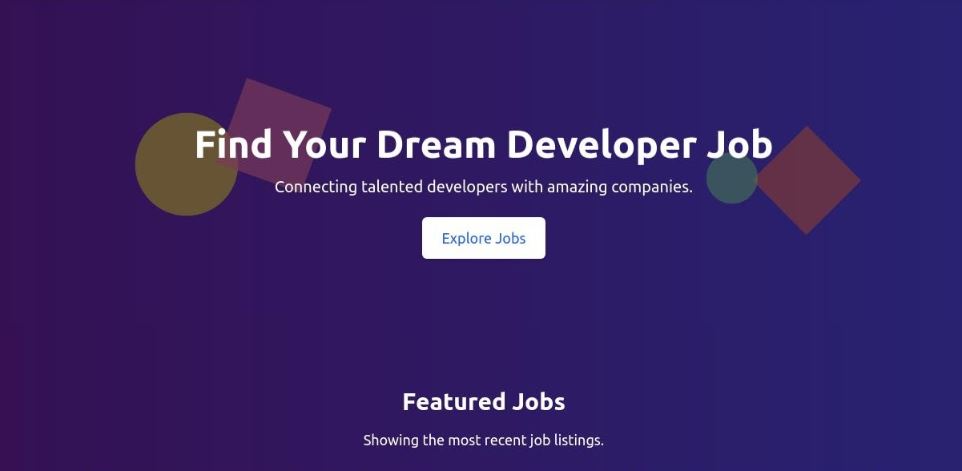 Find Your Dream Developer Job
Connecting talented developers with amazing companies.
Explore Jobs
Featured Jobs
Showing the most recent job listings.